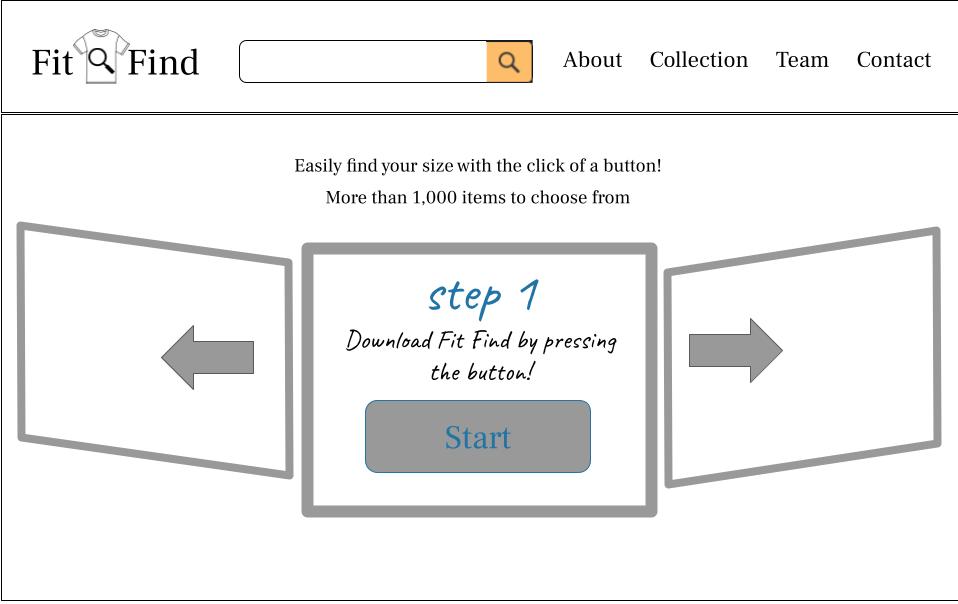 Fit Find
About Collection Team Contact
Easily find your size with the click of a button!
More than 1,000 items to choose from
step 1
Download Fit Find by pressing
the button!
Start